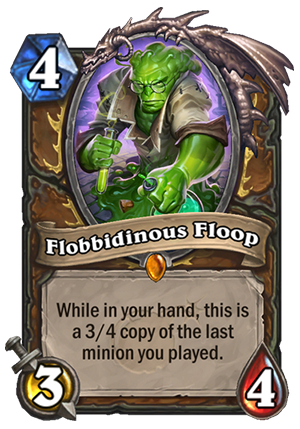 4
Flobbidinous Floop
While in your hand, this is
a 3/4 copy of the last
minion you played.
3
4